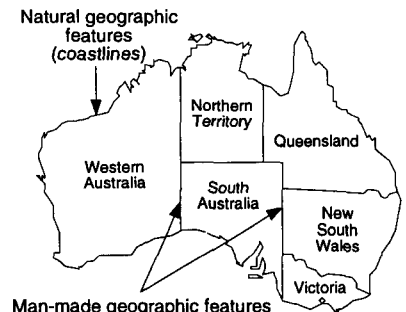 Natural geographic
features
(coastlines)
Northern
Territory
Queensland
Western
Australia
South
Australia
New
South
Wales
Victoria
Man-made geographic features